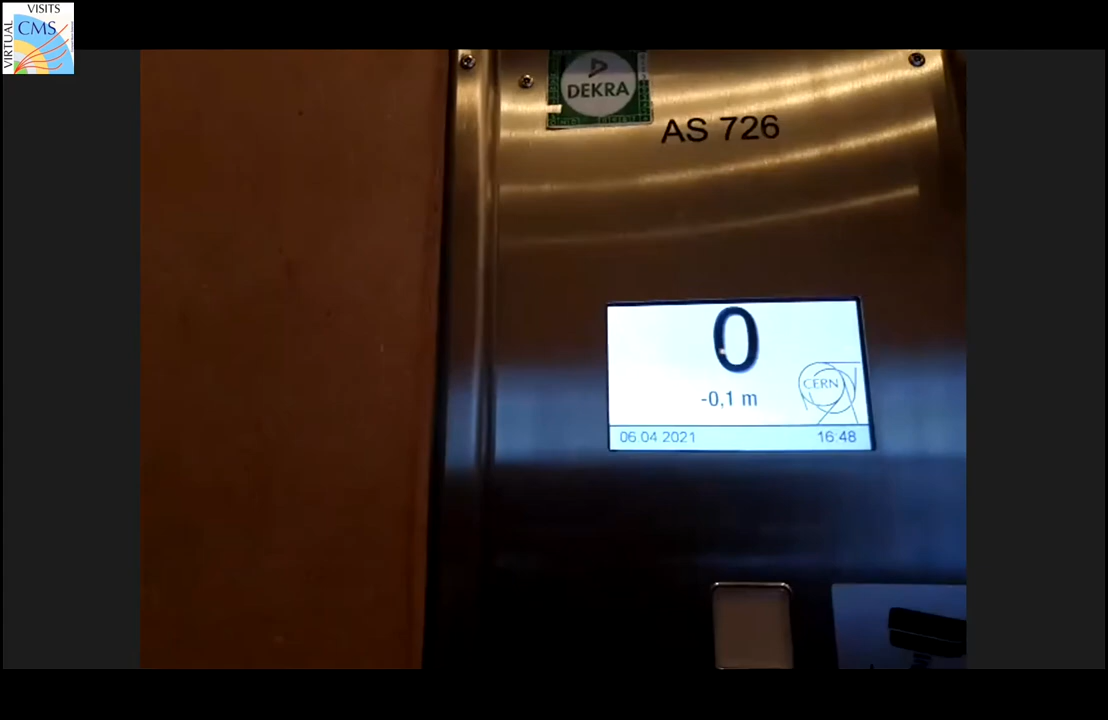 VISITS
CMS
VIRTUAL
DEKRA
AS 726
0
-0,1 m
CERN
06.04.2021
16:48